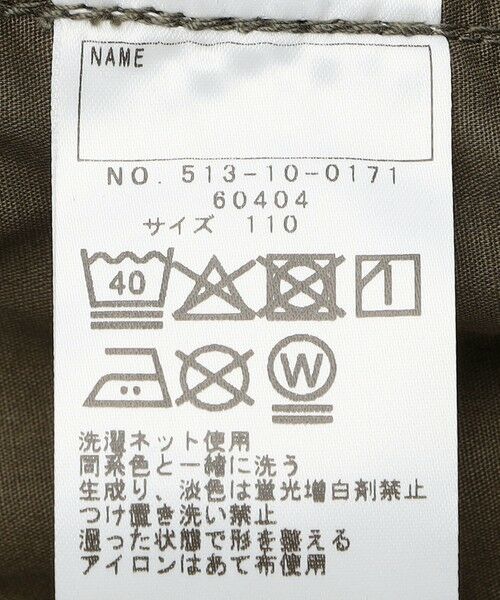 NAME
NO. 513-10-0171
60404
サイズ 110
40
W
洗濯ネット使用
同系色と一緒に洗う
生成り、淡色は蛍光増白剤禁止
つけ置き洗い禁止
湿った状態で形を整える
アイロンはあて布使用